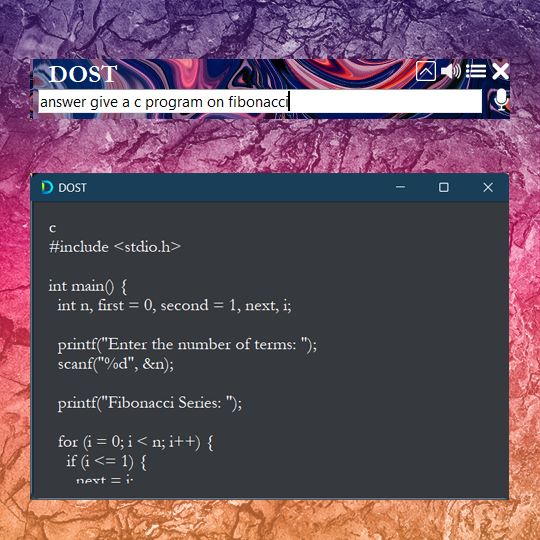 DOST
answer give a c program on fibonacci
DOST
c
#include <stdio.h>
int main() {
int n, first = 0, second = 1, next, i;
printf("Enter the number of terms: ");
scanf("%d", &n);
printf("Fibonacci Series: ");
for (i = 0; i < n; i++) {
if (i <= 1) {
next = i;